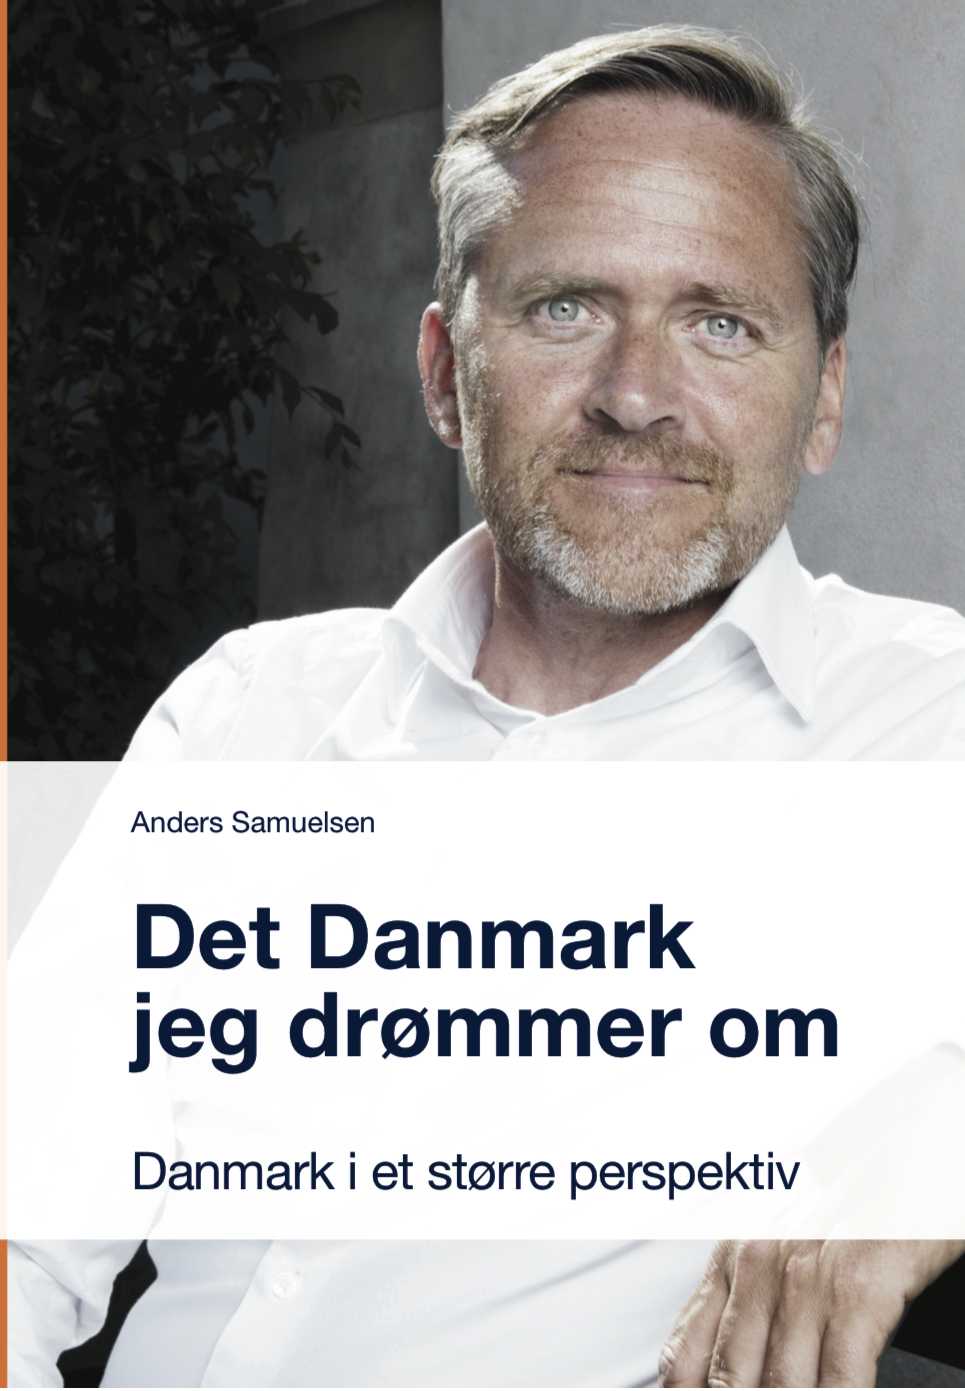 Anders Samuelsen
Det Danmark
jeg drømmer om
Danmark i et større perspektiv